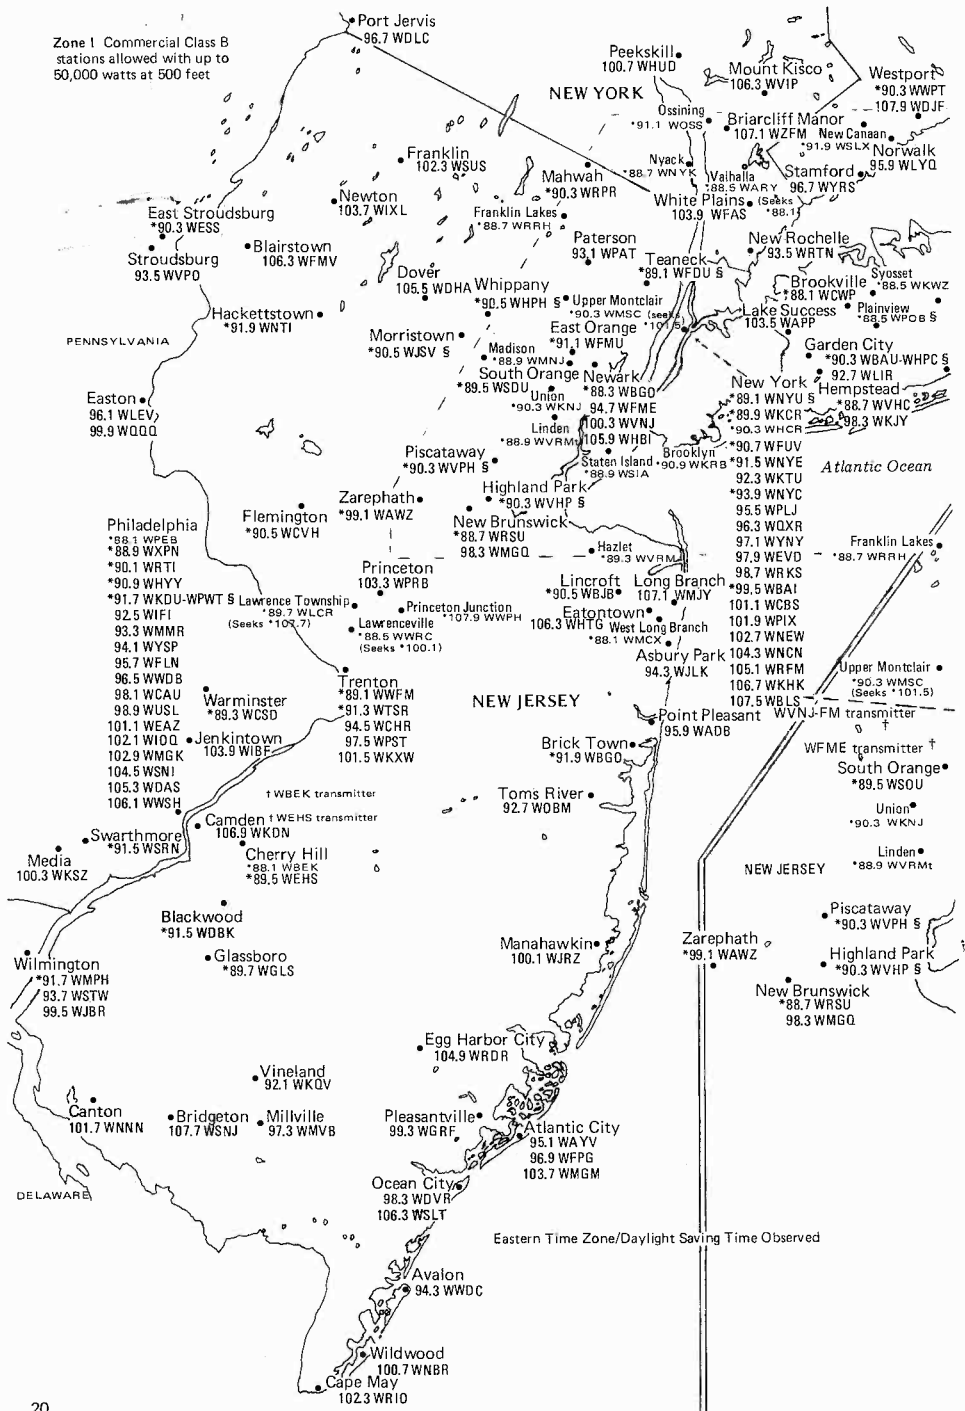 Port Jervis
96.7 WDLC
Zone I Commercial Class B
stations allowed with up to
50,000 watts at 500 feet
Peekskill
100.7 WHUD
Mount Kisco
106.3 WVIP
Westport
*90.3 WWPT
107.9 WDJF
NEW YORK
Ossining
*91.1 WOSS
Briarcliff Manor
107.1 WZFM
New Canaan
*91.9 WSLX
Norwalk
95.9 WLYQ
Franklin
102.3 WSUS
Mahwah
*90.3 WRPR
Nyack
*88.7 WNYK
Valhalla
*88.5 WARY
Stamford
96.7 WYRS
Newton
103.7 WIXL
Franklin Lakes
*88.7 WRRH
White Plains
103.9 WFAS
(Seeks
*88.1)
East Stroudsburg
*90.3 WESS
Stroudsburg
93.5 WVPO
Blairstown
106.3 WFMV
Paterson
93.1 WPAT
Teaneck
*89.1 WFDU §
New Rochelle
93.5 WRTN
Dover
105.5 WDHA
Whippany
*90.5 WHPH §
Upper Montclair
*90.3 WMSC (seeks
*101.5)
Brookville
*88.1 WCWP
Syosset
*88.5 WKWZ
Plainview
*88.5 WPOB §
Lake Success
103.5 WAPP
Hackettstown
*91.9 WNTI
PENNSYLVANIA
Morristown
*90.5 WJSV §
East Orange
*91.1 WFMU
Madison
*88.9 WMNJ
Garden City
*90.3 WBAU-WHPC §
92.7 WLIR
South Orange
*89.5 WSDU
Newark
*88.3 WBGO
94.7 WFME
100.3 WVNJ
105.9 WHBI
Union
*90.3 WKNJ
Hempstead
*88.7 WVHC
98.3 WKJY
Easton
96.1 WLEV
99.9 WQQQ
Linden
*88.9 WVRMt
Staten Island
*88.9 WSIA
Brooklyn
*90.9 WKRB
New York
*89.1 WNYU §
*89.9 WKCR
*90.3 WHCR
*90.7 WFUV
*91.5 WNYE
92.3 WKTU
*93.9 WNYC
95.5 WPLJ
96.3 WQXR
97.1 WYNY
97.9 WEVD
98.7 WRKS
*99.5 WBAI
101.1 WCBS
101.9 WPIX
102.7 WNEW
104.3 WNCN
105.1 WRFM
106.7 WKHK
107.5 WBLS
Atlantic Ocean
Piscataway
*90.3 WVPH §
Highland Park
*90.3 WVHP §
Zarephath
*99.1 WAWZ
Flemington
*90.5 WCVH
New Brunswick
*88.7 WRSU
98.3 WMGQ
Philadelphia
*88.1 WPEB
*88.9 WXPN
*90.1 WRTI
*90.9 WHYY
*91.7 WKDU-WPWT §
92.5 WIFI
93.3 WMMR
94.1 WYSP
95.7 WFLN
96.5 WWDB
98.1 WCAU
98.9 WUSL
101.1 WEAZ
102.1 WIOQ
102.9 WMGK
104.5 WSNI
105.3 WDAS
106.1 WWSH
Hazlet
*89.3 WVRM
Franklin Lakes
*88.7 WRRH
Princeton
103.3 WPRB
Lincroft
*90.5 WBJB
Long Branch
107.1 WMJY
Lawrence Township
*89.7 WLCR
(Seeks *107.7)
Princeton Junction
*107.9 WWPH
Eatontown
106.3 WHTG
West Long Branch
*88.1 WMCX
Lawrenceville
*88.5 WWRC
(Seeks *100.1)
Asbury Park
94.3 WJLK
Upper Montclair
*90.3 WMSC
(Seeks *101.5)
Trenton
*89.1 WWFM
*91.3 WTSR
94.5 WCHR
97.5 WPST
101.5 WKXW
NEW JERSEY
Warminster
*89.3 WCSD
Jenkintown
103.9 WIBF
Point Pleasant
95.9 WADB
WVNJ-FM transmitter
†
WFME transmitter †
Brick Town
*91.9 WBGO
South Orange
*89.5 WSOU
† WBEK transmitter
Toms River
92.7 WOBM
Camden † WEHS transmitter
106.9 WKDN
Union
*90.3 WKNJ
Swarthmore
*91.5 WSRN
Media
100.3 WKSZ
Cherry Hill
*88.1 WBEK
*89.5 WEHS
Linden
*88.9 WVRMt
NEW JERSEY
Blackwood
*91.5 WDBK
Piscataway
*90.3 WVPH §
Manahawkin
100.1 WJRZ
Zarephath
*99.1 WAWZ
Highland Park
*90.3 WVHP §
Glassboro
*89.7 WGLS
Wilmington
*91.7 WMPH
93.7 WSTW
99.5 WJBR
New Brunswick
*88.7 WRSU
98.3 WMGQ
Egg Harbor City
104.9 WRDR
Vineland
92.1 WKQV
Canton
101.7 WNNN
Bridgeton
107.7 WSNJ
Millville
97.3 WMVB
Pleasantville
99.3 WGRF
Atlantic City
95.1 WAYV
96.9 WFPG
103.7 WMGM
DELAWARE
Ocean City
98.3 WDVR
106.3 WSLT
Eastern Time Zone/Daylight Saving Time Observed
Avalon
94.3 WWDC
Wildwood
100.7 WNBR
Cape May
102.3 WRIO
20